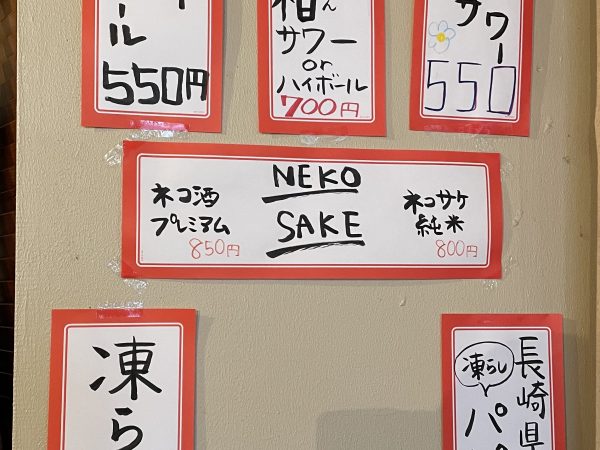 ール
550円
サワー
or
ハイボール
700円
サワー
550
NEKO
SAKE
ネコ酒
プレミアム
850円
ネコサケ
純米
800円
凍ら
長崎県
凍らし
パ